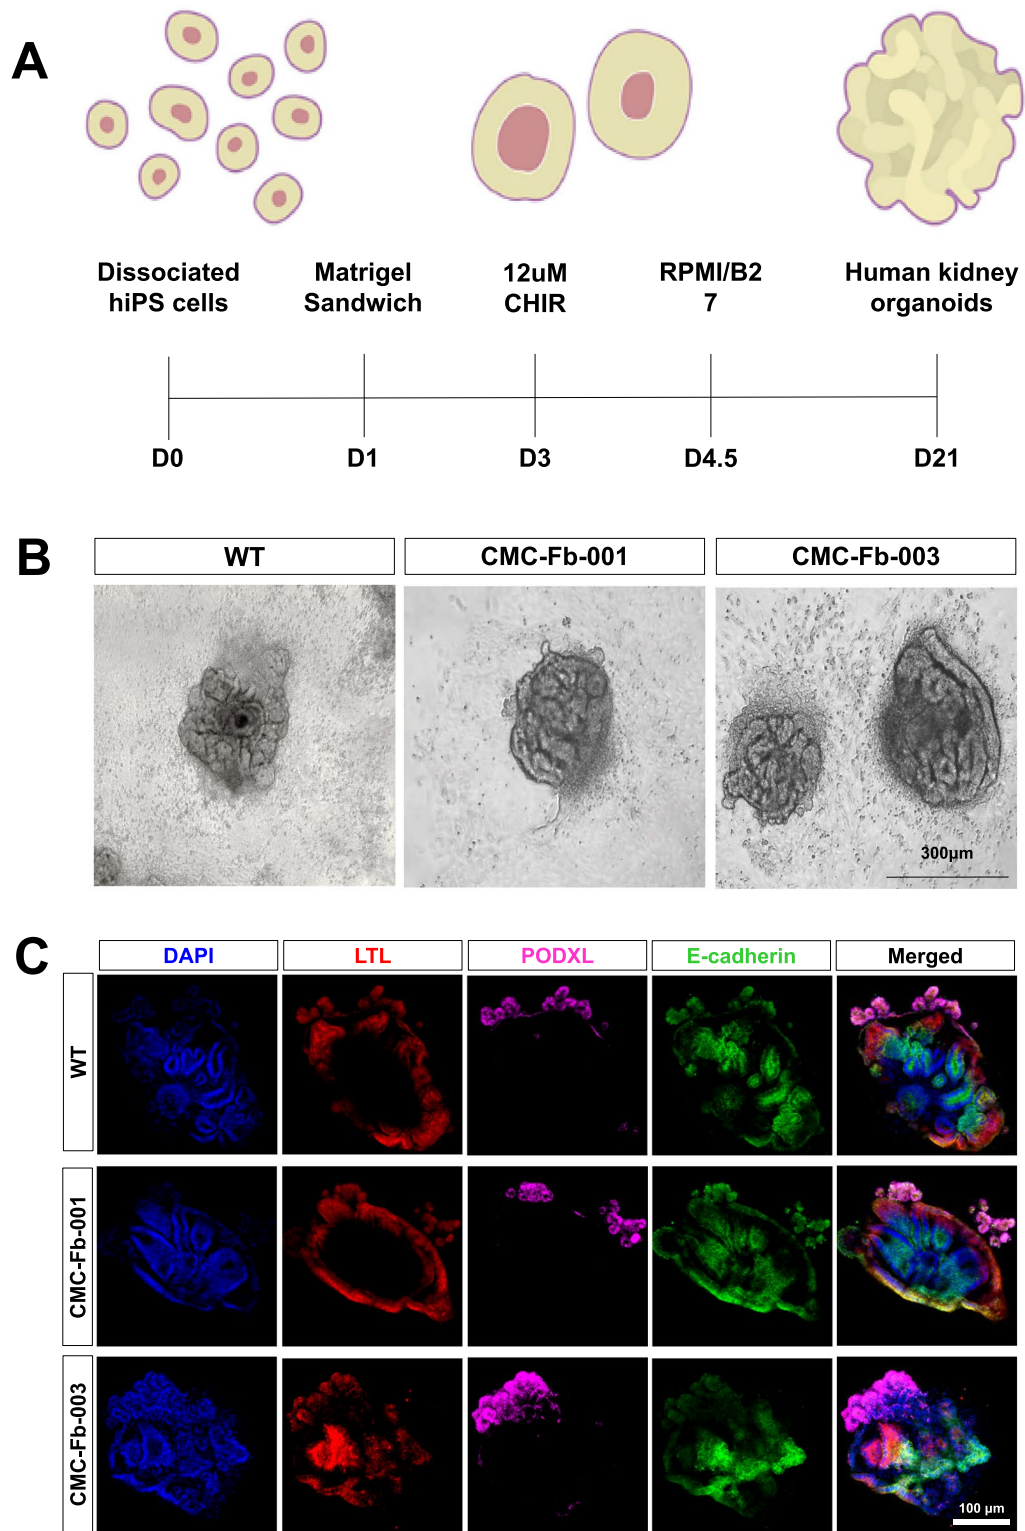 A
Dissociated
hiPS cells
Matrigel
Sandwich
12uM
CHIR
RPMI/B2
7
Human kidney
organoids
D0
D1
D3
D4.5
D21
B
WT
CMC-Fb-001
CMC-Fb-003
300μm
C
DAPI
LTL
PODXL
E-cadherin
Merged
WT
CMC-Fb-001
CMC-Fb-003
100 μm